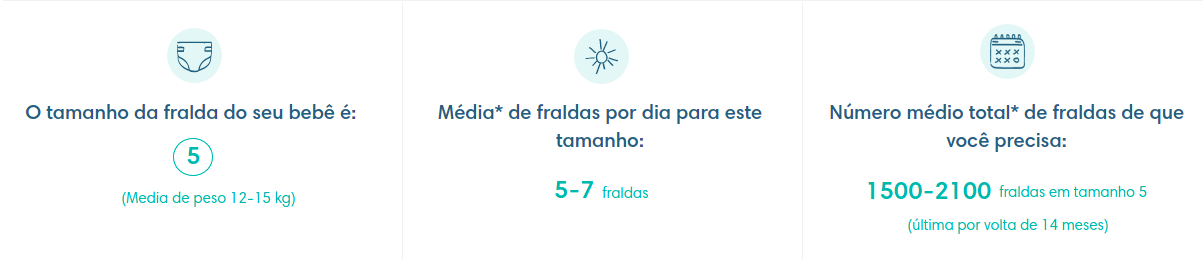 O tamanho da fralda do seu bebê é:
5
(Media de peso 12-15 kg)
Média* de fraldas por dia para este
tamanho:
5-7 fraldas
Número médio total* de fraldas de que
você precisa:
1500-2100 fraldas em tamanho 5
(última por volta de 14 meses)